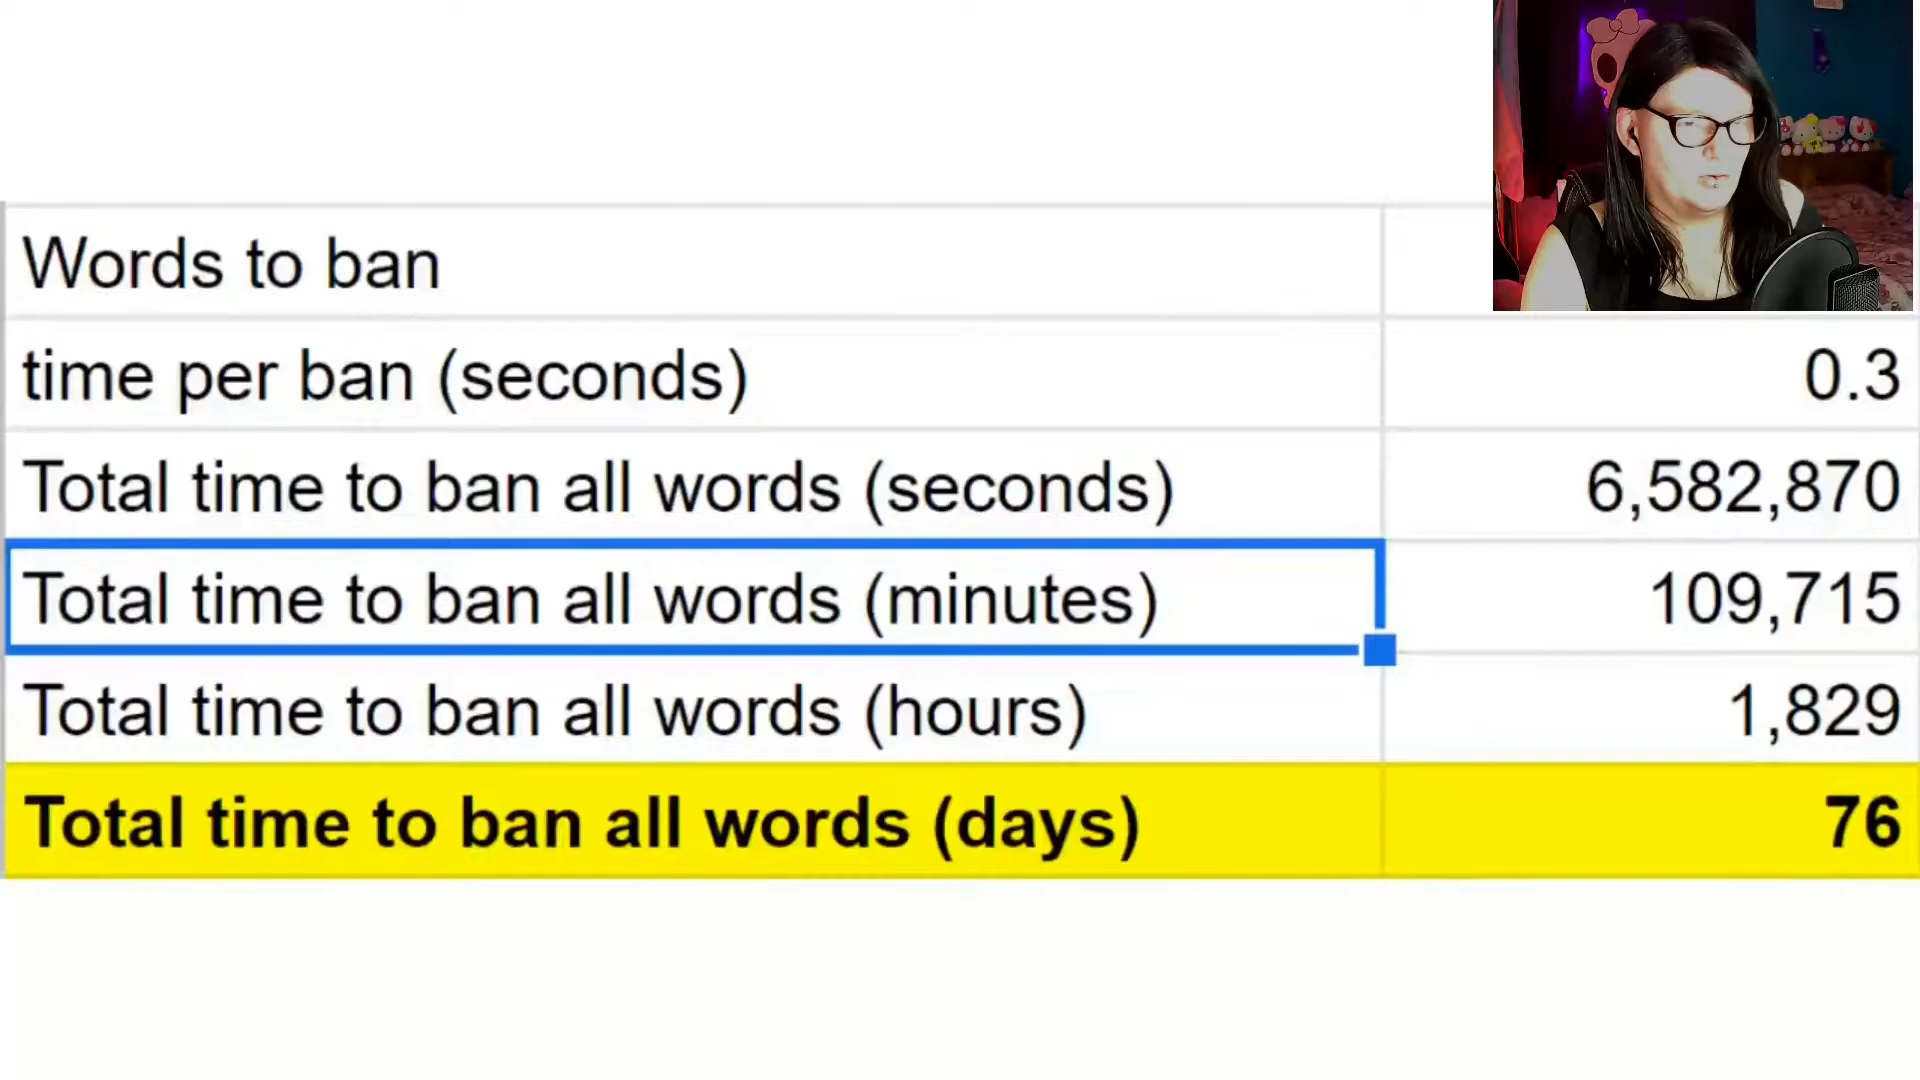 Words to ban
time per ban (seconds) 0.3
Total time to ban all words (seconds) 6,582,870
Total time to ban all words (minutes) 109,715
Total time to ban all words (hours) 1,829
Total time to ban all words (days) 76